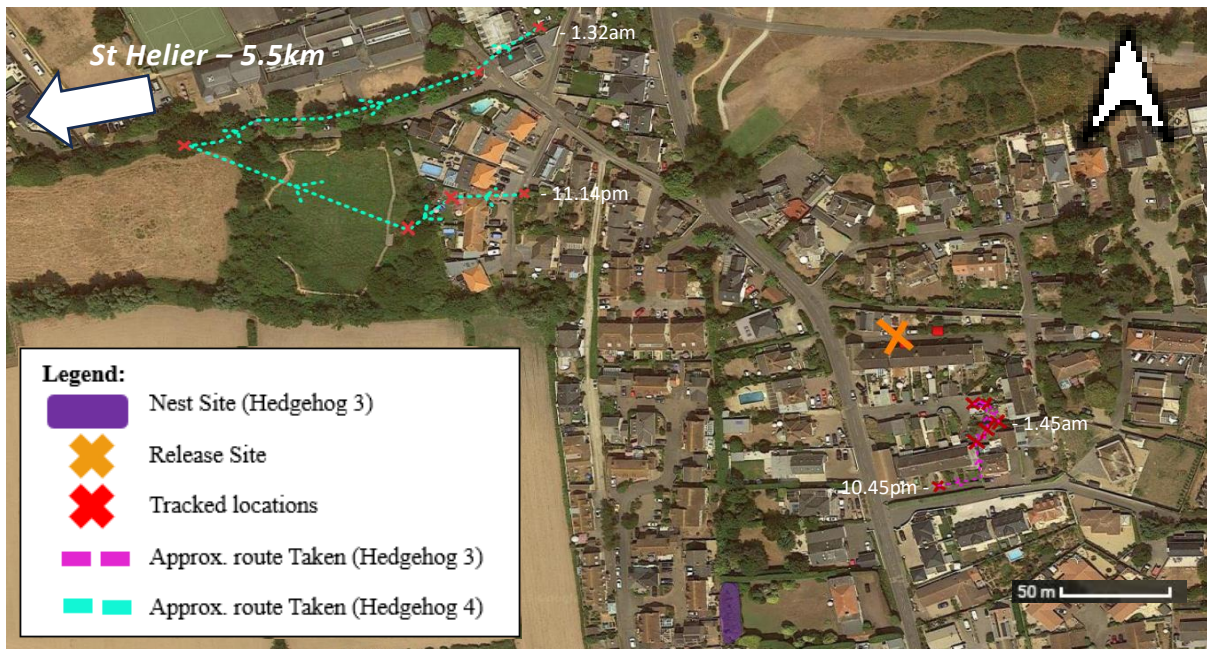 St Helier – 5.5km
- 1.32am
- 11.14pm
- 1.45am
10.45pm -
Legend:
Nest Site (Hedgehog 3)
Release Site
Tracked locations
Approx. route Taken (Hedgehog 3)
Approx. route Taken (Hedgehog 4)
50 m